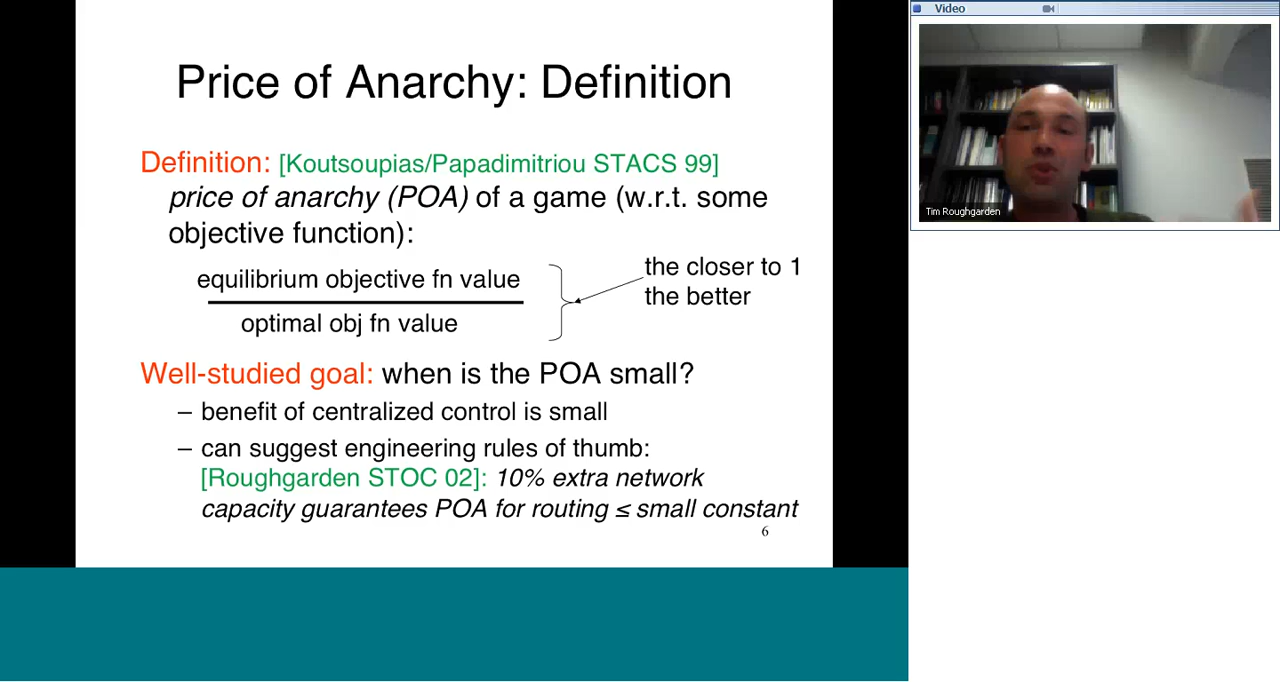 Price of Anarchy: Definition
Definition: [Koutsoupias/Papadimitriou STACS 99]
price of anarchy (POA) of a game (w.r.t. some
objective function):
equilibrium objective fn value
optimal obj fn value
the closer to 1
the better
Well-studied goal: when is the POA small?
– benefit of centralized control is small
– can suggest engineering rules of thumb:
[Roughgarden STOC 02]: 10% extra network
capacity guarantees POA for routing ≤ small constant
6
Video
Tim Roughgarden